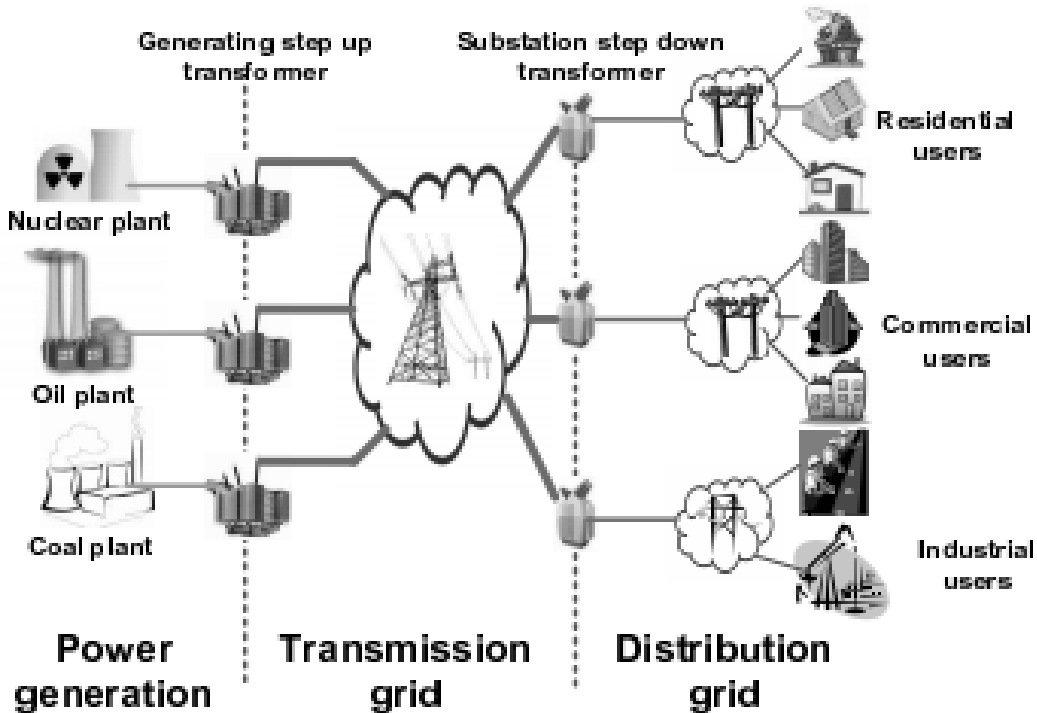 Generating step up
transformer
Substation step down
transformer
Nuclear plant
Oil plant
Coal plant
Residential
users
Commercial
users
Industrial
users
Power
generation
Transmission
grid
Distribution
grid